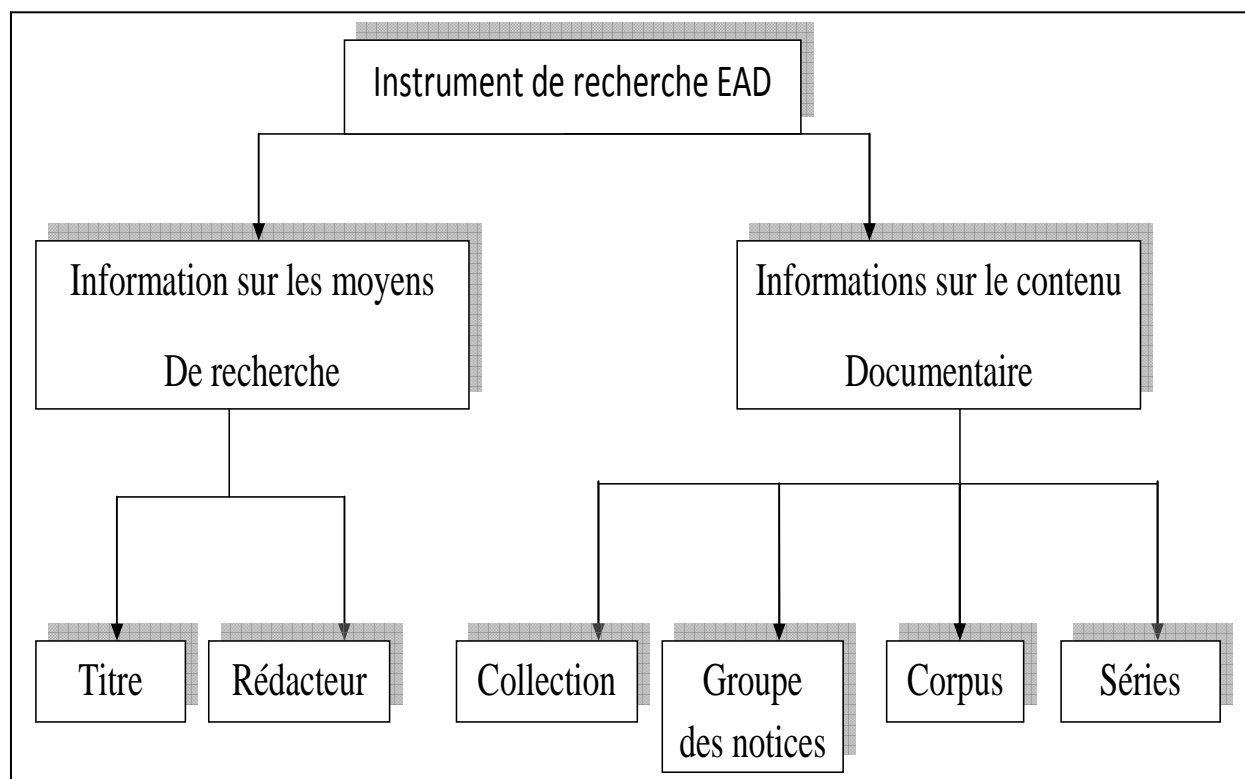 Instrument de recherche EAD
Information sur les moyens
De recherche
Informations sur le contenu
Documentaire
Titre
Rédacteur
Collection
Groupe
des notices
Corpus
Séries